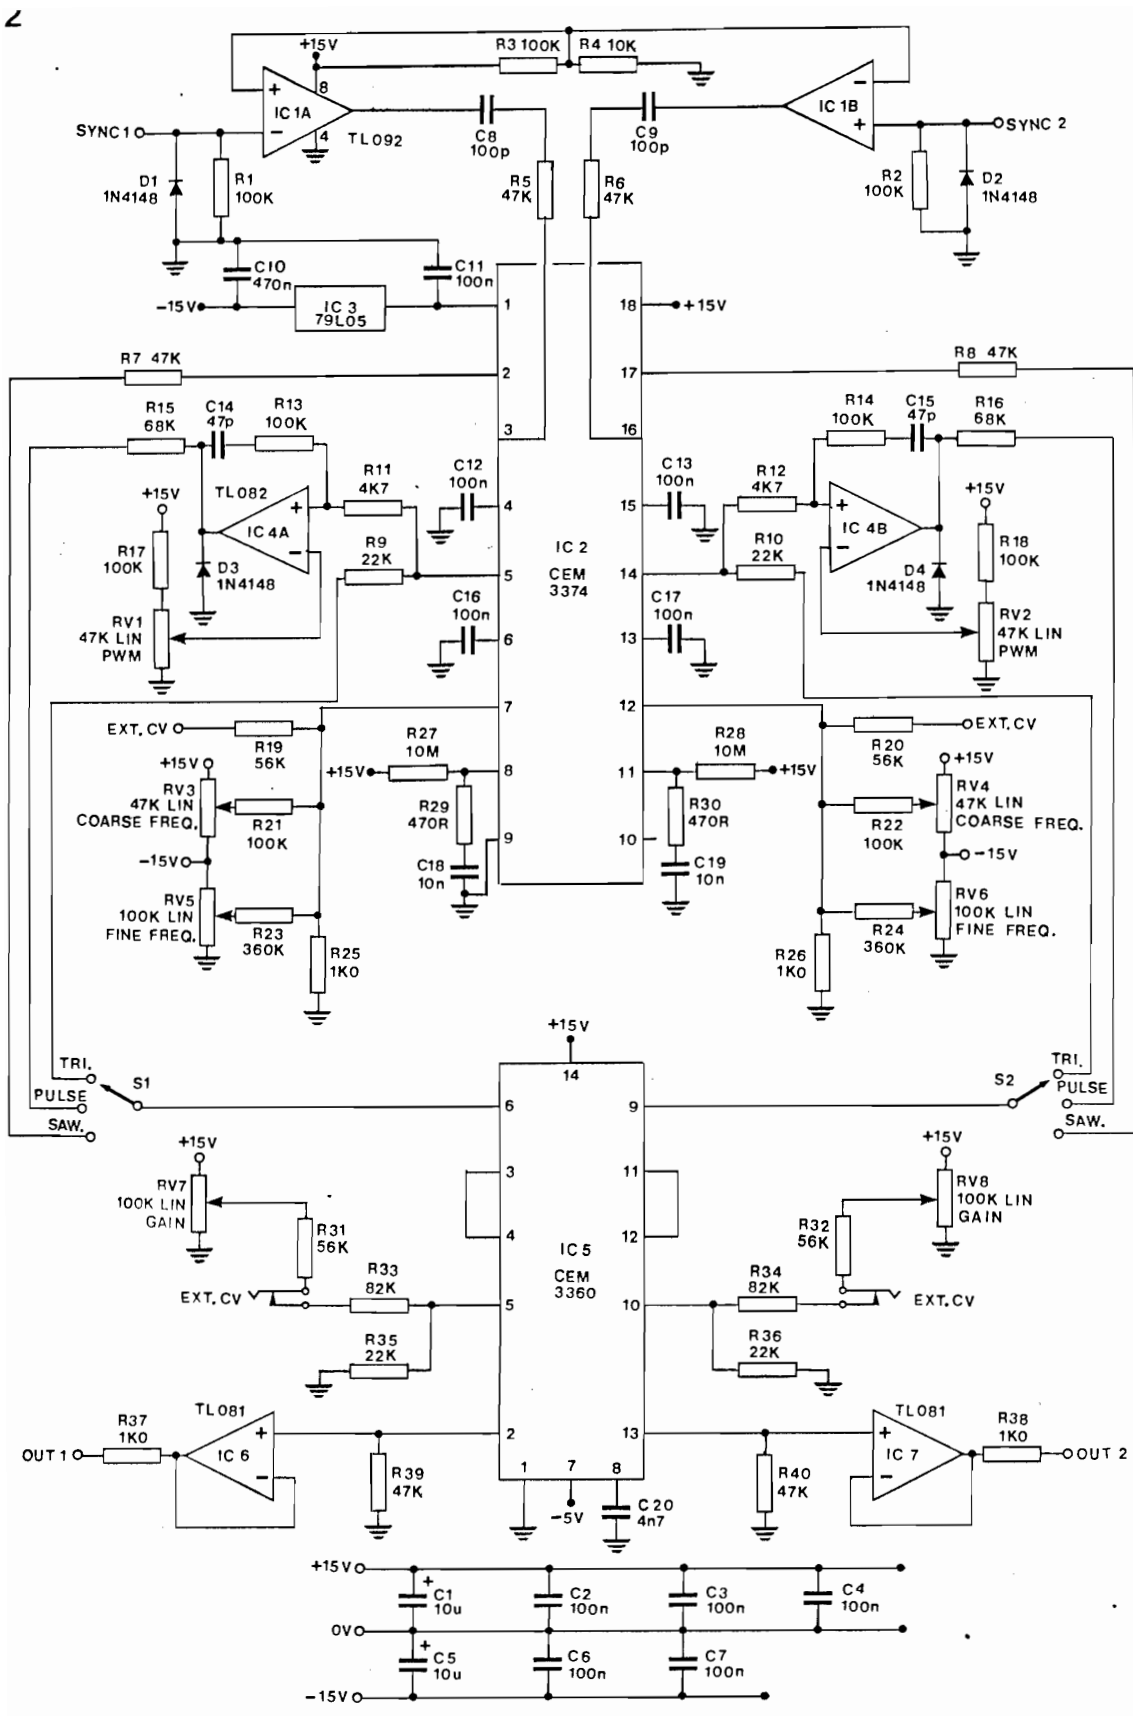 2
+15V
R3 100K R4 10K
8
+
IC 1A
−
4
TL092
SYNC 1
C8
100p
C9
100p
−
IC 1B
+
SYNC 2
D1
1N4148
R1
100K
R5
47K
R6
47K
R2
100K
D2
1N4148
C10
470n
C11
100n
−15V
IC 3
79L05
1
18
+15V
R7 47K
2
17
R8 47K
R15
68K
C14
47p
R13
100K
3
16
R14
100K
C15
47p
R16
68K
+15V
TL082
R11
4K7
C12
100n
4
15
C13
100n
R12
4K7
+15V
R17
100K
IC 4A
+
−
+
IC 4B
−
R18
100K
D3
1N4148
R9
22K
5
IC 2
CEM
3374
14
R10
22K
D4
1N4148
RV1
47K LIN
PWM
C16
100n
6
13
C17
100n
RV2
47K LIN
PWM
7
12
EXT. CV
R19
56K
R27
10M
R28
10M
R20
56K
EXT. CV
+15V
RV3
47K LIN
COARSE FREQ.
R21
100K
+15V
8
11
+15V
R22
100K
+15V
RV4
47K LIN
COARSE FREQ.
R29
470R
9
10
R30
470R
−15V
C18
10n
C19
10n
−15V
RV5
100K LIN
FINE FREQ.
R23
360K
R24
360K
RV6
100K LIN
FINE FREQ.
R25
1K0
R26
1K0
+15V
14
TRI.
PULSE
SAW.
S1
6
9
S2
TRI.
PULSE
SAW.
+15V
RV7
100K LIN
GAIN
3
11
+15V
RV8
100K LIN
GAIN
R31
56K
4
12
R32
56K
IC 5
CEM
3360
EXT. CV
R33
82K
5
10
R34
82K
EXT. CV
R35
22K
R36
22K
R37
1K0
TL081
TL081
R38
1K0
OUT 1
IC 6
+
−
2
13
+
IC 7
−
OUT 2
R39
47K
1
7
8
R40
47K
−5V
C20
4n7
+15V
+
C1
10u
C2
100n
C3
100n
C4
100n
0V
+
C5
10u
C6
100n
C7
100n
−15V